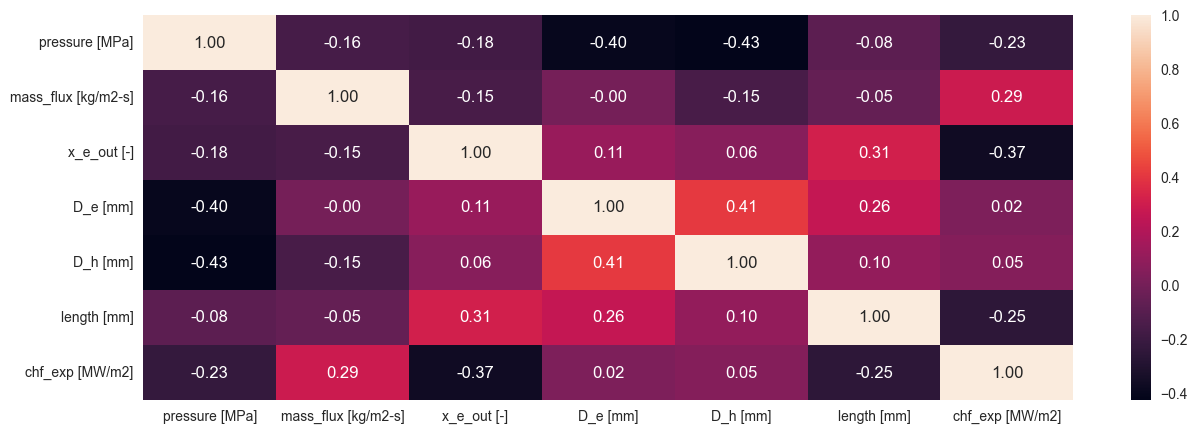 pressure [MPa] 1.00 -0.16 -0.18 -0.40 -0.43 -0.08 -0.23
mass_flux [kg/m2-s] -0.16 1.00 -0.15 -0.00 -0.15 -0.05 0.29
x_e_out [-] -0.18 -0.15 1.00 0.11 0.06 0.31 -0.37
D_e [mm] -0.40 -0.00 0.11 1.00 0.41 0.26 0.02
D_h [mm] -0.43 -0.15 0.06 0.41 1.00 0.10 0.05
length [mm] -0.08 -0.05 0.31 0.26 0.10 1.00 -0.25
chf_exp [MW/m2] -0.23 0.29 -0.37 0.02 0.05 -0.25 1.00
pressure [MPa] mass_flux [kg/m2-s] x_e_out [-] D_e [mm] D_h [mm] length [mm] chf_exp [MW/m2]
1.0
0.8
0.6
0.4
0.2
0.0
−0.2
−0.4